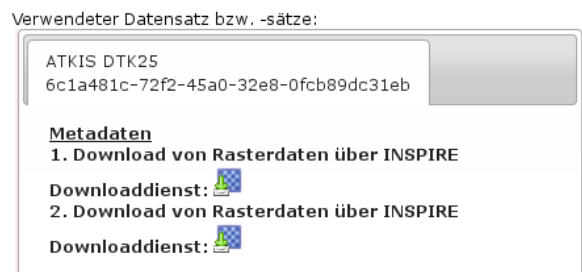 Verwendeter Datensatz bzw. -sätze:
ATKIS DTK25
6c1a481c-72f2-45a0-32e8-0fcb89dc31eb
Metadaten
1. Download von Rasterdaten über INSPIRE
Downloaddienst:
2. Download von Rasterdaten über INSPIRE
Downloaddienst: